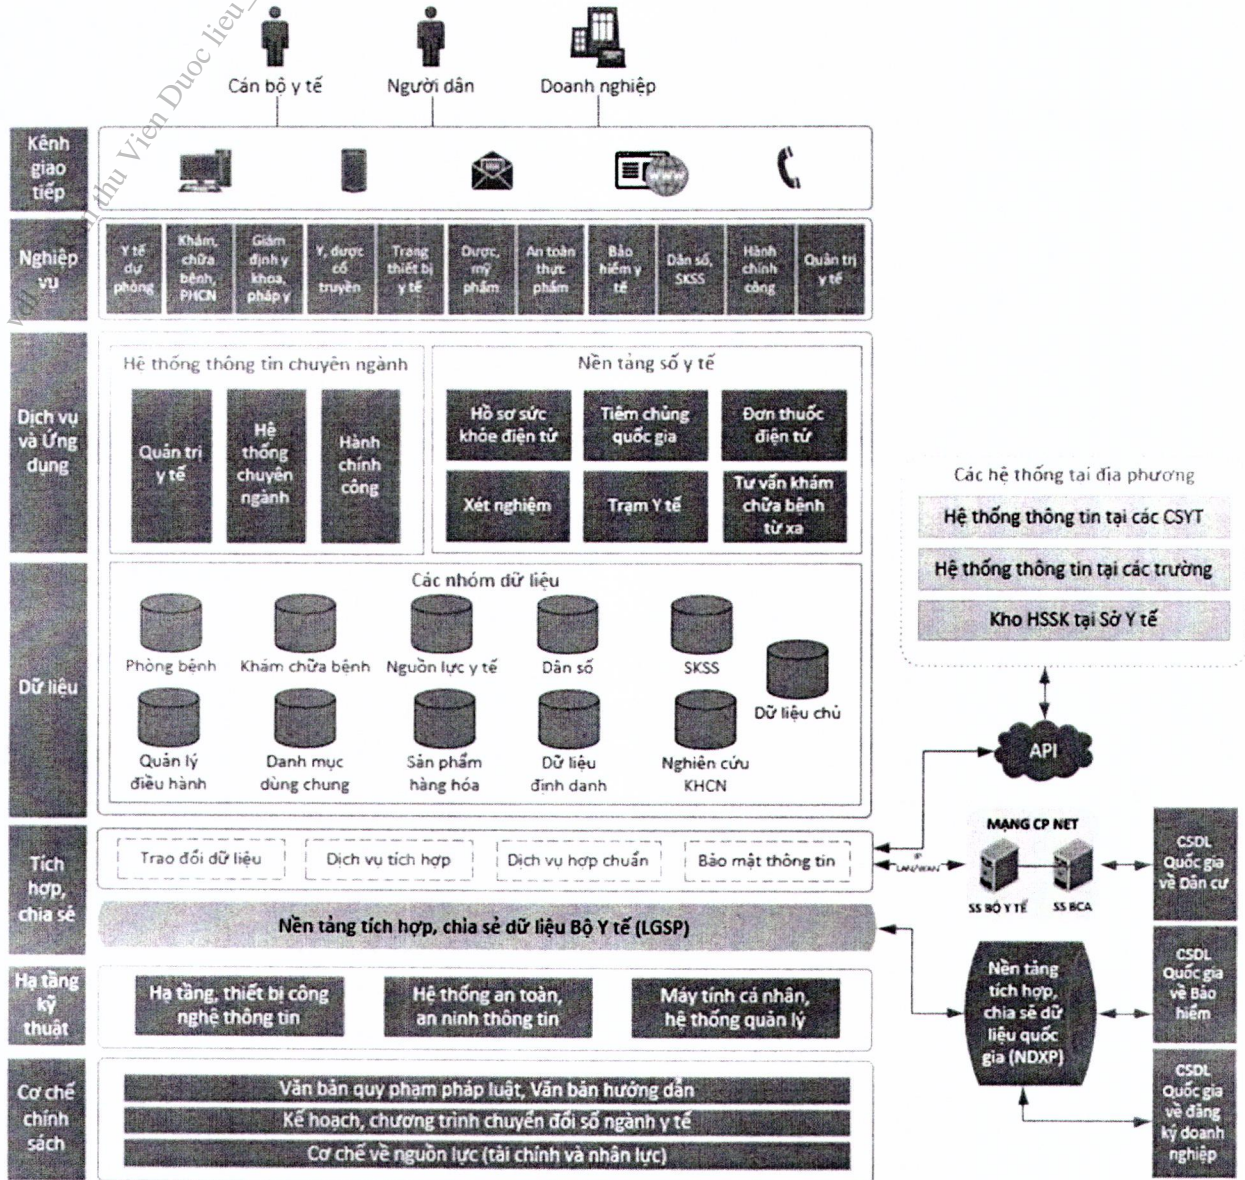 Cán bộ y tế
Người dân
Doanh nghiệp
Kênh
giao
tiếp
www
Nghiệp
vụ
Y tế
dự
phòng
Khám,
chữa
bệnh,
PHCN
Giám
định y
khoa,
pháp y
Y, dược
cổ
truyền
Trang
thiết bị
y tế
Dược,
mỹ
phẩm
An toàn
thực
phẩm
Bảo
hiểm y
tế
Dân số,
SKSS
Hành
chính
công
Quản trị
y tế
Dịch vụ
và Ứng
dụng
Hệ thống thông tin chuyên ngành
Quản trị
y tế
Hệ
thống
chuyên
ngành
Hành
chính
công
Nền tảng số y tế
Hồ sơ sức
khỏe điện tử
Tiêm chủng
quốc gia
Đơn thuốc
điện tử
Xét nghiệm
Trạm Y tế
Tư vấn khám
chữa bệnh
từ xa
Các hệ thống tại địa phương
Hệ thống thông tin tại các CSYT
Hệ thống thông tin tại các trường
Kho HSSK tại Sở Y tế
Dữ liệu
Các nhóm dữ liệu
Phòng bệnh
Khám chữa bệnh
Nguồn lực y tế
Dân số
SKSS
Dữ liệu chủ
Quản lý
điều hành
Danh mục
dùng chung
Sản phẩm
hàng hóa
Dữ liệu
định danh
Nghiên cứu
KHCN
API
Tích
hợp,
chia sẻ
Trao đổi dữ liệu
Dịch vụ tích hợp
Dịch vụ hợp chuẩn
Bảo mật thông tin
IP
LAN/WAN
MẠNG CP NET
SS BỘ Y TẾ
SS BCA
CSDL
Quốc gia
về Dân cư
Nền tảng tích hợp, chia sẻ dữ liệu Bộ Y tế (LGSP)
Nền tảng
tích hợp,
chia sẻ dữ
liệu quốc
gia (NDXP)
CSDL
Quốc gia
về Bảo
hiểm
Hạ tầng
kỹ
thuật
Hạ tầng, thiết bị công
nghệ thông tin
Hệ thống an toàn,
an ninh thông tin
Máy tính cá nhân,
hệ thống quản lý
CSDL
Quốc gia
về đăng
ký doanh
nghiệp
Cơ chế
chính
sách
Văn bản quy phạm pháp luật, Văn bản hướng dẫn
Kế hoạch, chương trình chuyển đổi số ngành y tế
Cơ chế về nguồn lực (tài chính và nhân lực)
thu Vien Duoc lieu_